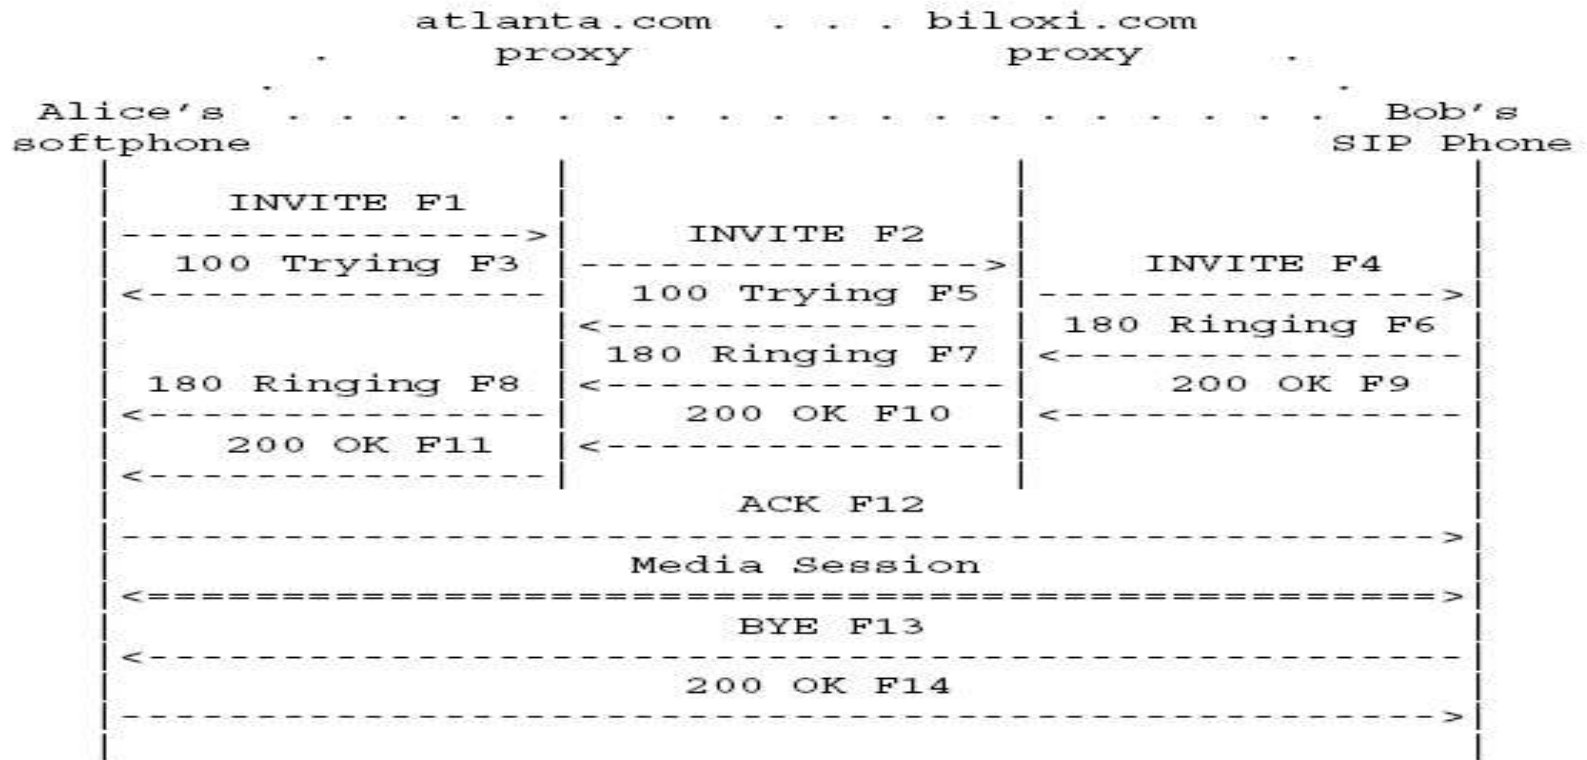 atlanta.com . . . biloxi.com
. proxy proxy .
. .
Alice's . . . . . . . . . . . . . . . . . . . . Bob's
softphone SIP Phone
INVITE F1
INVITE F2
100 Trying F3 INVITE F4
100 Trying F5
180 Ringing F6
180 Ringing F7
180 Ringing F8 200 OK F9
200 OK F10
200 OK F11
ACK F12
Media Session
BYE F13
200 OK F14